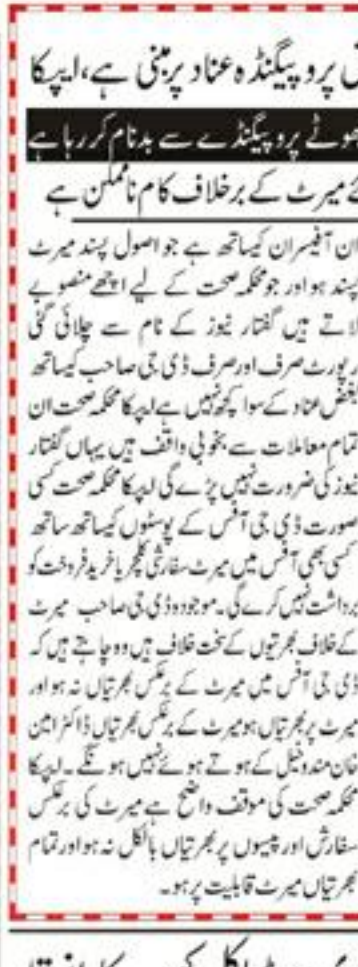 پروپیگنڈہ عناد پر مبنی ہے، ایپکا
جھوٹے پروپیگنڈے سے بدنام کر رہا ہے
میرٹ کے برخلاف کام ناممکن ہے
ان آفیسران کیساتھ ہے جو اصول پسند میرٹ
پسند ہو اور جو محکمہ صحت کے لیے اچھے منصوبے
لاتے ہیں گفتار نیوز کے نام سے چلائی گئی
رپورٹ صرف اور صرف ڈی جی صاحب کیساتھ
بغض عناد کے سوا کچھ نہیں ہے ایپکا محکمہ صحت ان
تمام معاملات سے بخوبی واقف ہیں یہاں گفتار
نیوز کی ضرورت نہیں پڑے گی ایپکا محکمہ صحت کسی
صورت ڈی جی آفس کے پوسٹوں کیساتھ ساتھ
کسی بھی آفس میں میرٹ سفارشی کلچر یا خرید فروخت کو
برداشت نہیں کرے گی۔ موجودہ ڈی جی صاحب میرٹ
کے خلاف بھرتیوں کے سخت خلاف ہیں وہ چاہتے ہیں کہ
ڈی جی آفس میں میرٹ کے برعکس بھرتیاں نہ ہو اور
میرٹ پر بھرتیاں ہو میرٹ کے برعکس بھرتیاں ڈاکٹر امین
خان مندوخیل کے ہوتے ہوئے نہیں ہونگے۔ ایپکا
محکمہ صحت کی موقف واضح ہے میرٹ کی برعکس
سفارش اور پیسوں پر بھرتیاں بالکل نہ ہو اور تمام
بھرتیاں میرٹ قابلیت پر ہو۔